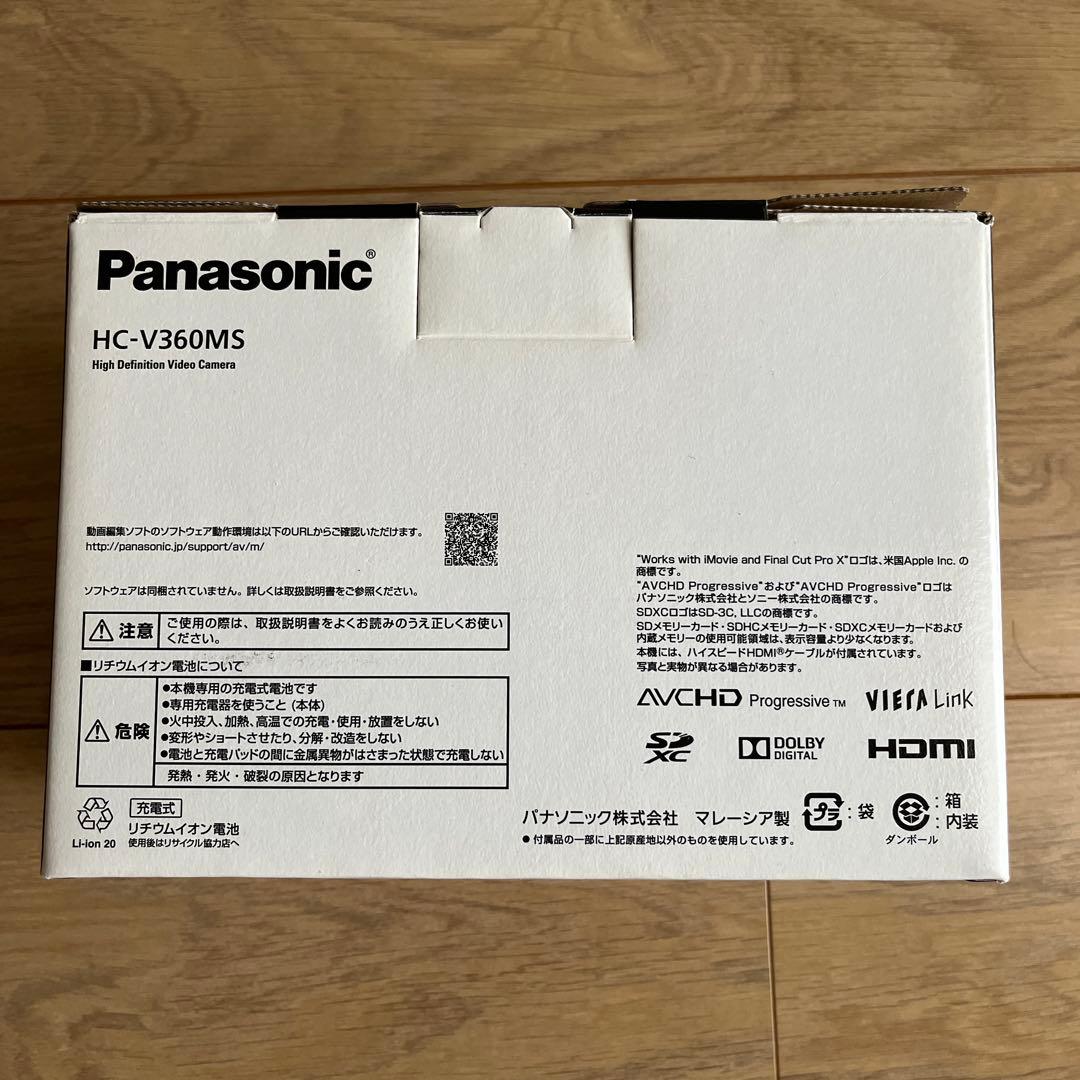 Panasonic®
HC-V360MS
High Definition Video Camera
動画編集ソフトのソフトウェア動作環境は以下のURLからご確認いただけます。
http://panasonic.jp/support/av/m/
ソフトウェアは同梱されていません。詳しくは取扱説明書をご参照ください。
注意
ご使用の際は、取扱説明書をよくお読みのうえ正しくお使い
ください。
■リチウムイオン電池について
危険
●本機専用の充電式電池です
●専用充電器を使うこと (本体)
●火中投入、加熱、高温での充電・使用・放置をしない
●変形やショートさせたり、分解・改造をしない
●電池と充電パッドの間に金属異物がはさまった状態で充電しない
発熱・発火・破裂の原因となります
Li-ion 20
充電式
リチウムイオン電池
使用後はリサイクル協力店へ
"Works with iMovie and Final Cut Pro X"ロゴは、米国Apple Inc. の
商標です。
"AVCHD Progressive"および"AVCHD Progressive"ロゴは
パナソニック株式会社とソニー株式会社の商標です。
SDXCロゴはSD-3C, LLCの商標です。
SDメモリーカード・SDHCメモリーカード・SDXCメモリーカードおよび
内蔵メモリーの使用可能領域は、表示容量より少なくなります。
本機には、ハイスピードHDMI®ケーブルが付属されています。
写真と実物が異なる場合があります。
AVCHD Progressive™ VIERA Link
SD XC DOLBY DIGITAL HDMI
パナソニック株式会社 マレーシア製
●付属品の一部に上記原産地以外のものを使用しています。
プラ:袋
:箱
:内装
ダンボール